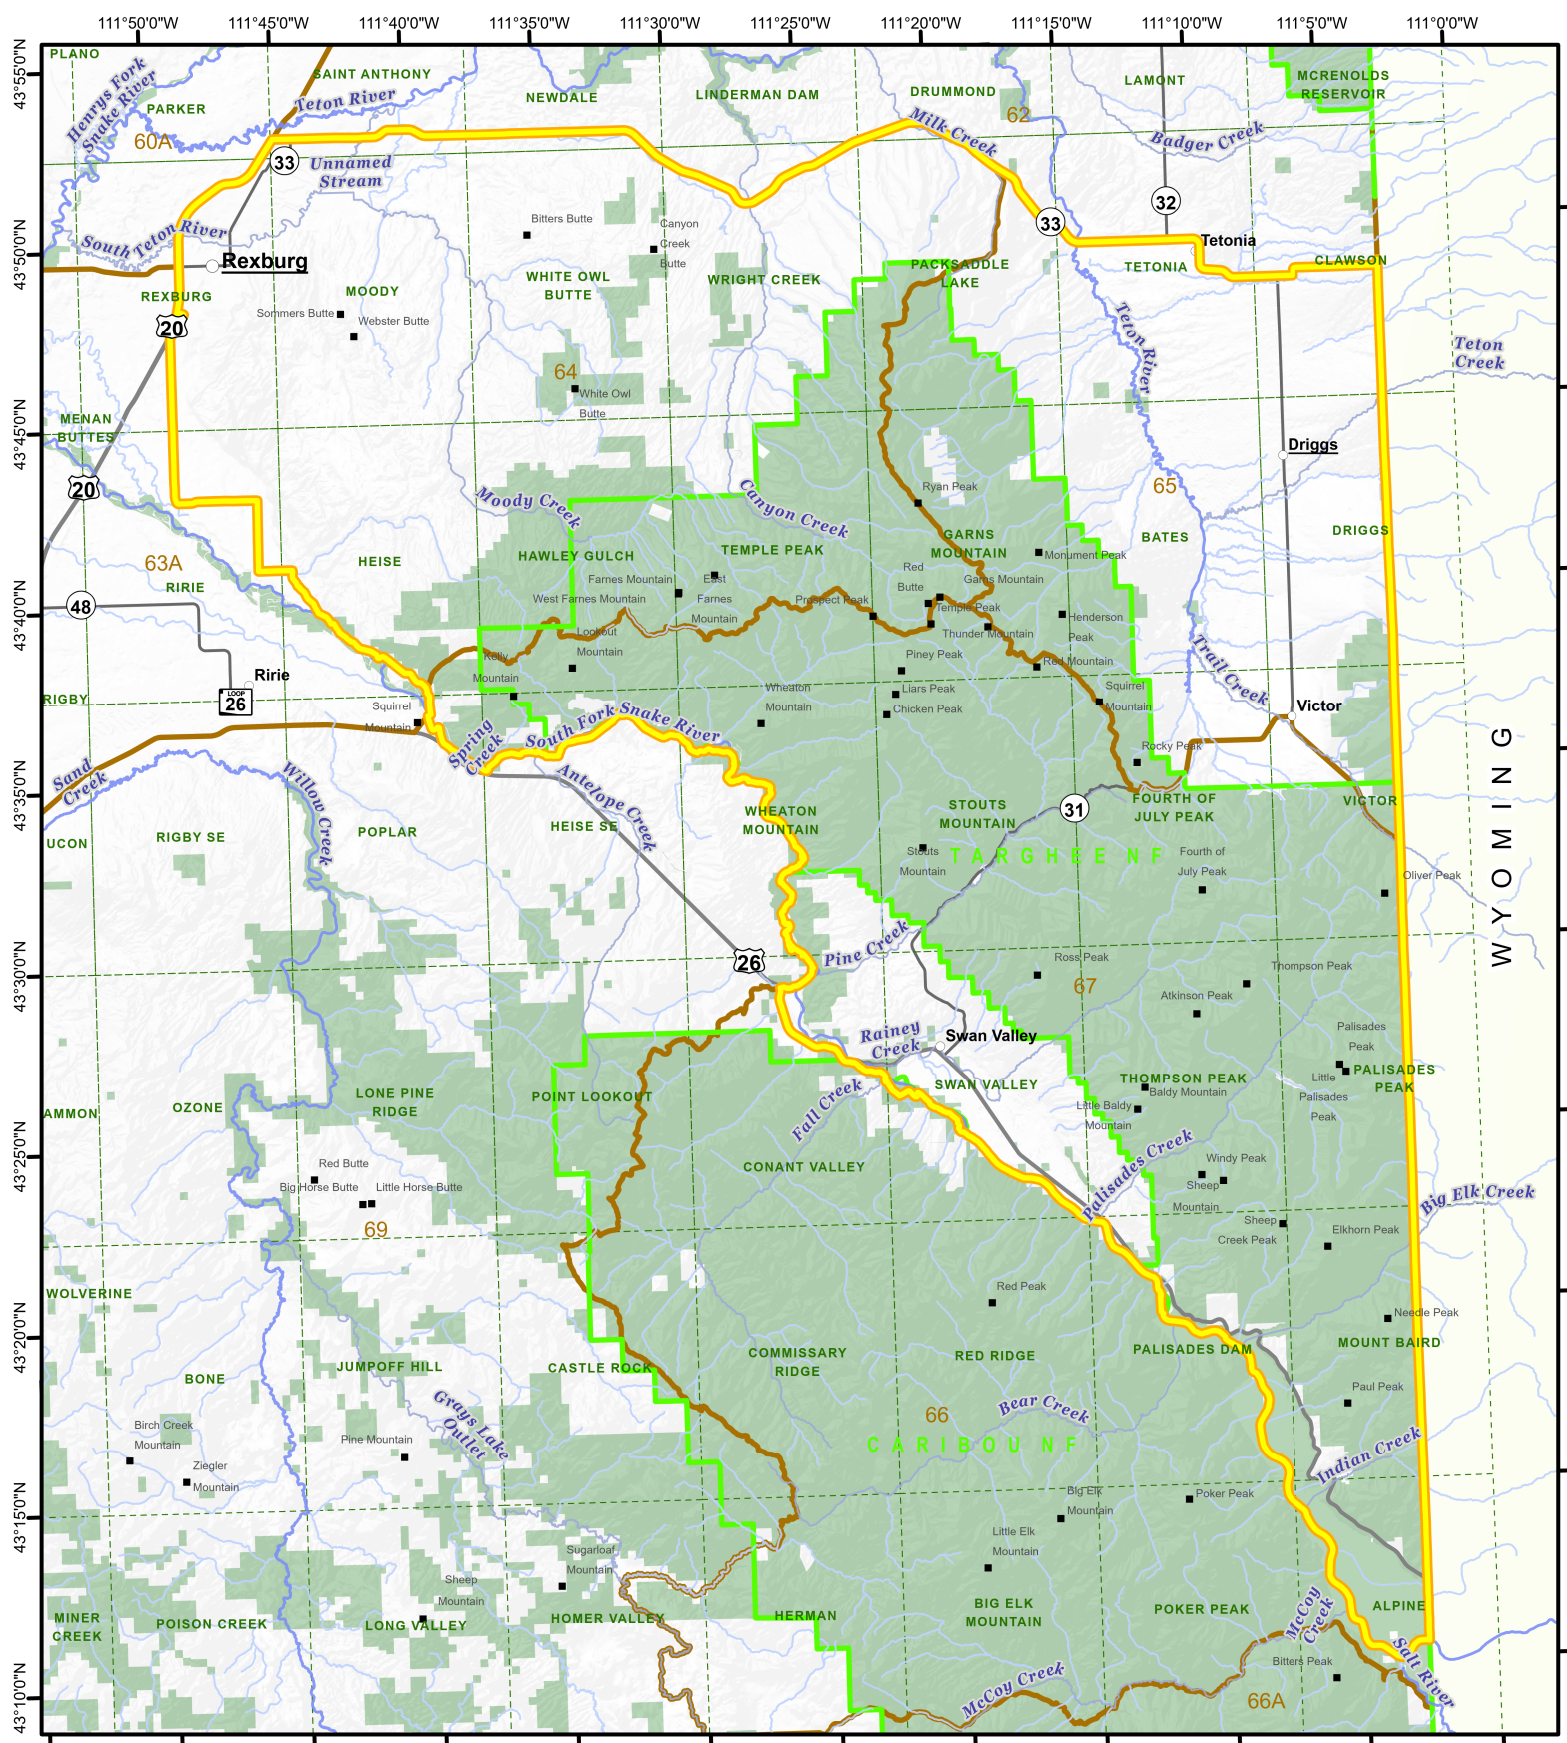 111°50'0"W
111°45'0"W
111°40'0"W
111°35'0"W
111°30'0"W
111°25'0"W
111°20'0"W
111°15'0"W
111°10'0"W
111°5'0"W
111°0'0"W
43°55'0"N
43°50'0"N
43°45'0"N
43°40'0"N
43°35'0"N
43°30'0"N
43°25'0"N
43°20'0"N
43°15'0"N
43°10'0"N
PLANO
Henrys Fork
Snake River
PARKER
60A
SAINT ANTHONY
Teton River
NEWDALE
LINDERMAN DAM
DRUMMOND
62
LAMONT
MCRENOLDS
RESERVOIR
Milk Creek
Badger Creek
33
Unnamed
Stream
32
33
South Teton River
Rexburg
REXBURG
20
MOODY
Sommers Butte
Webster Butte
Bitters Butte
Canyon
Creek
Butte
WHITE OWL
BUTTE
WRIGHT CREEK
PACKSADDLE
LAKE
Tetonia
TETONIA
CLAWSON
Teton River
Teton
Creek
64
White Owl
Butte
MENAN
BUTTES
20
Driggs
65
Moody Creek
Canyon Creek
Ryan Peak
GARNS
MOUNTAIN
Monument Peak
BATES
DRIGGS
63A
RIRIE
HEISE
HAWLEY GULCH
TEMPLE PEAK
Farnes Mountain
West Farnes Mountain
East
Farnes
Mountain
Red
Butte
Garns Mountain
Prospect Peak
Temple Peak
Thunder Mountain
Henderson
Peak
48
Lookout
Mountain
Kelly
Mountain
Piney Peak
Red Mountain
Trail Creek
Ririe
LOOP
26
RIGBY
Squirrel
Mountain
Wheaton
Mountain
Liars Peak
Chicken Peak
Squirrel
Mountain
Victor
Spring
Creek
South Fork Snake River
Rocky Peak
WYOMING
Sand
Creek
Willow Creek
Antelope Creek
WHEATON
MOUNTAIN
STOUTS
MOUNTAIN
31
FOURTH OF
JULY PEAK
VICTOR
UCON
RIGBY SE
POPLAR
HEISE SE
Stouts
Mountain
TARGHEE NF
Fourth of
July Peak
Oliver Peak
26
Pine Creek
Ross Peak
67
Thompson Peak
Atkinson Peak
Rainey
Creek
Swan Valley
Palisades
Peak
Little
Palisades
Peak
PALISADES
PEAK
AMMON
OZONE
LONE PINE
RIDGE
POINT LOOKOUT
Fall Creek
SWAN VALLEY
THOMPSON PEAK
Baldy Mountain
Little Baldy
Mountain
Red Butte
Big Horse Butte
Little Horse Butte
69
CONANT VALLEY
Palisades Creek
Windy Peak
Sheep
Mountain
Big Elk Creek
Sheep
Creek Peak
Elkhorn Peak
WOLVERINE
Red Peak
Needle Peak
BONE
JUMPOFF HILL
CASTLE ROCK
COMMISSARY
RIDGE
RED RIDGE
PALISADES DAM
MOUNT BAIRD
Paul Peak
Grays Lake
Outlet
66
Bear Creek
CARIBOU NF
Birch Creek
Mountain
Ziegler
Mountain
Pine Mountain
Indian Creek
Big Elk
Mountain
Poker Peak
Little Elk
Mountain
Sugarloaf
Mountain
Sheep
Mountain
MINER
CREEK
POISON CREEK
LONG VALLEY
HOMER VALLEY
HERMAN
BIG ELK
MOUNTAIN
POKER PEAK
McCoy
Creek
ALPINE
McCoy Creek
Bitters Peak
Salt River
66A